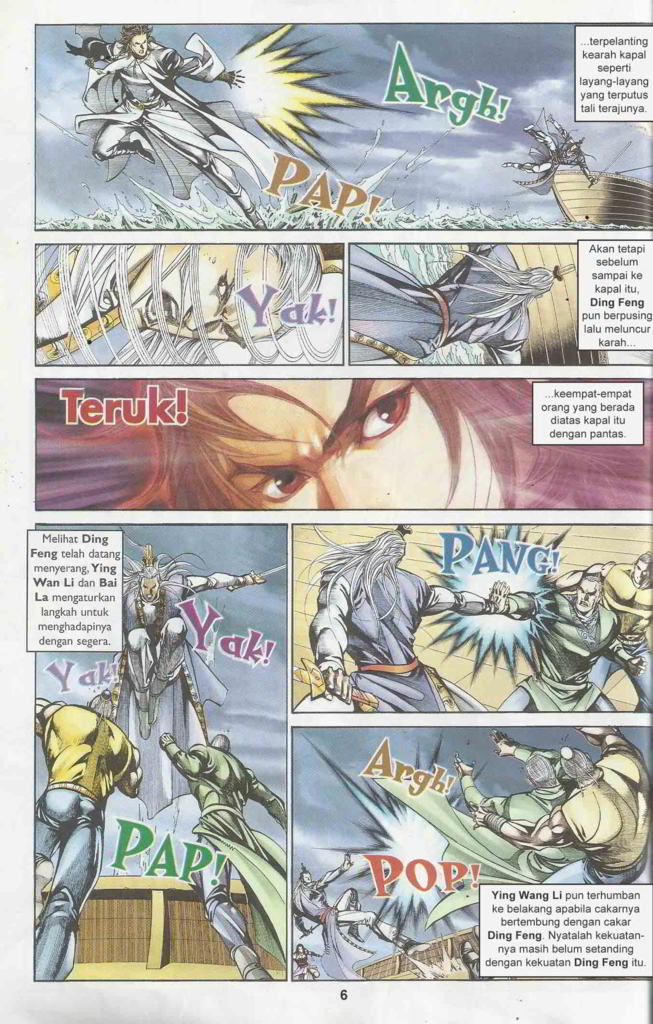 ...terpelanting
kearah kapal
seperti
layang-layang
yang terputus
tali terajunya.
Argh!
PAP!
Akan tetapi
sebelum
sampai ke
kapal itu,
Ding Feng
pun berpusing
lalu meluncur
karah...
Yak!
Teruk!
...keempat-empat
orang yang berada
diatas kapal itu
dengan pantas.
Melihat Ding
Feng telah datang
menyerang, Ying
Wan Li dan Bai
La mengaturkan
langkah untuk
menghadapinya
dengan segera.
Yak!
Yak!
PAP!
PANG!
Argh!
POP!
Ying Wang Li pun terhumban
ke belakang apabila cakarnya
bertembung dengan cakar
Ding Feng. Nyatalah kekuatan-
nya masih belum setanding
dengan kekuatan Ding Feng itu.
6